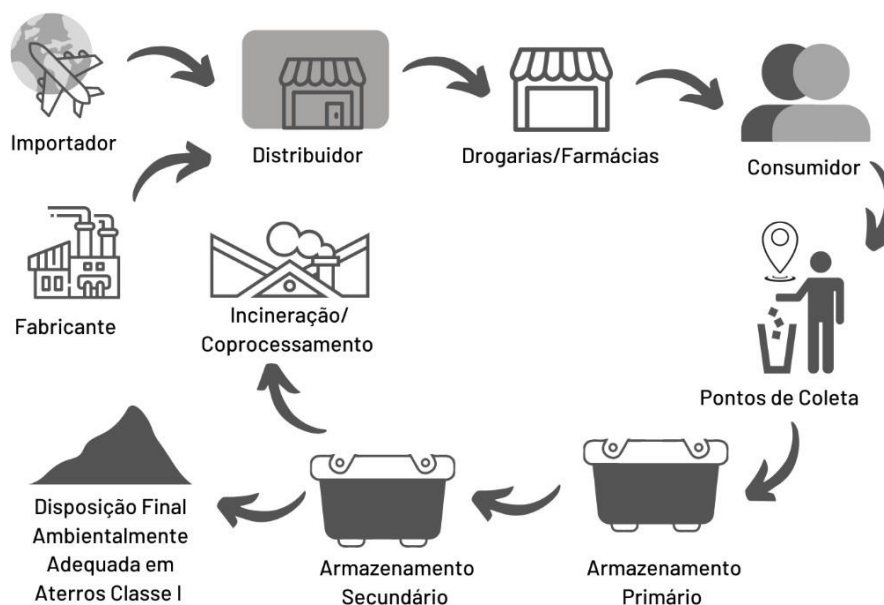 Importador
Distribuidor
Drogarias/Farmácias
Consumidor
Fabricante
Incineração/
Coprocessamento
Pontos de Coleta
Disposição Final
Ambientalmente
Adequada em
Aterros Classe I
Armazenamento
Secundário
Armazenamento
Primário